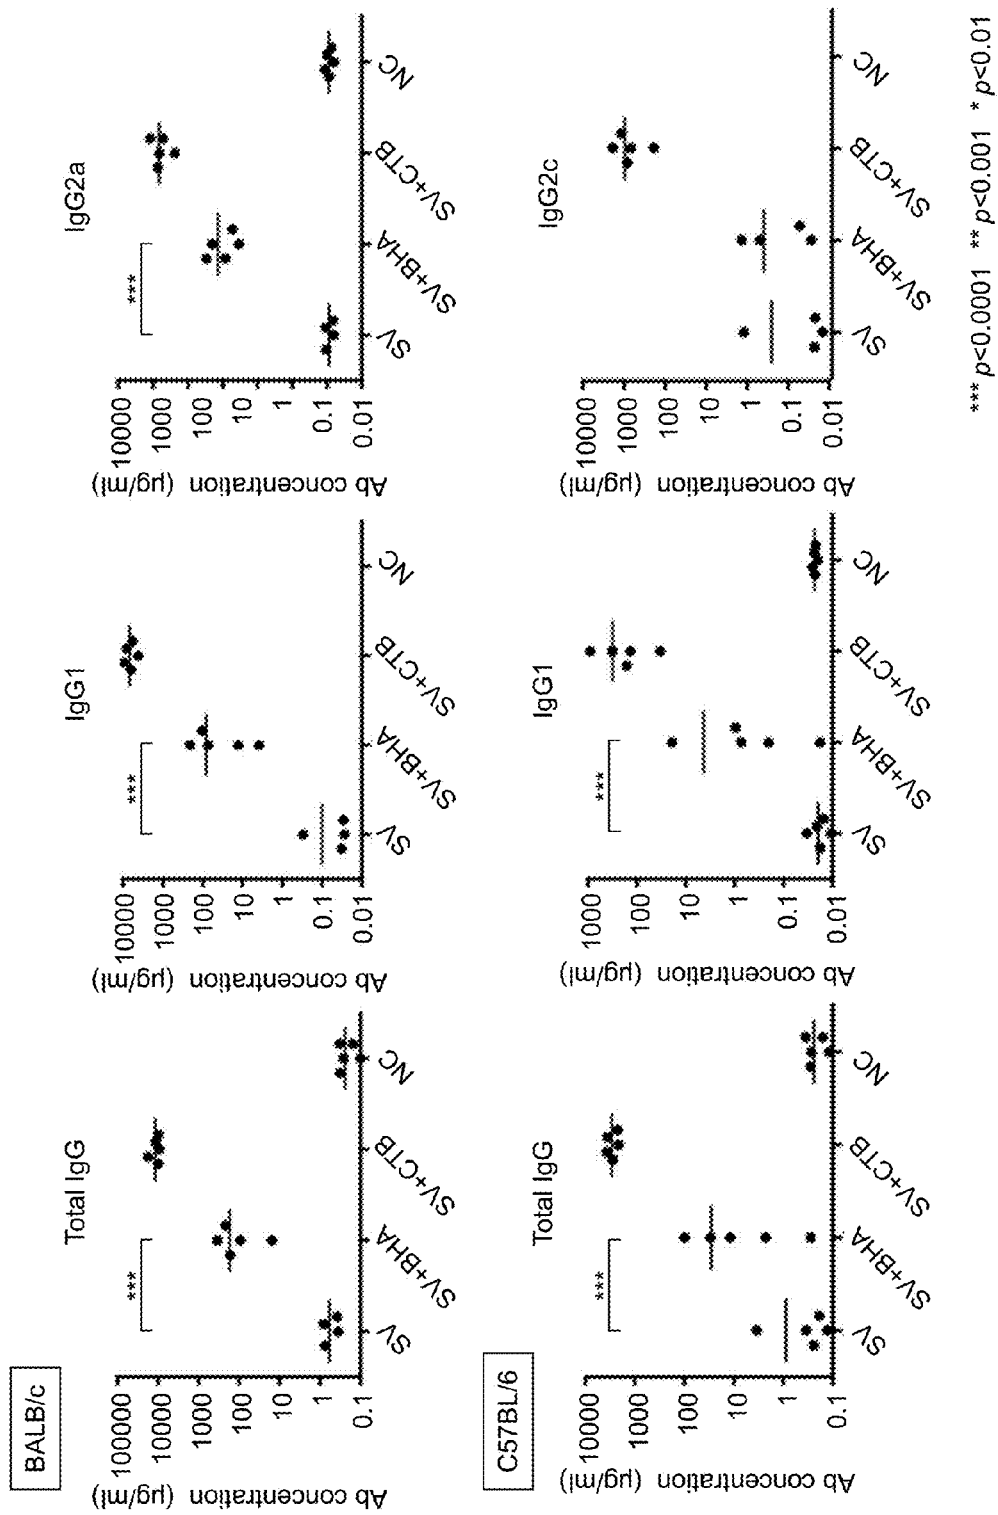 BALB/c
Total IgG
Ab concentration (µg/ml)
100000
10000
1000
100
10
1
0.1
***
SV
SV+BHA
SV+CTB
NC
IgG1
Ab concentration (µg/ml)
10000
1000
100
10
1
0.1
0.01
***
SV
SV+BHA
SV+CTB
NC
IgG2a
Ab concentration (µg/ml)
10000
1000
100
10
1
0.1
0.01
***
SV
SV+BHA
SV+CTB
NC
C57BL/6
Total IgG
Ab concentration (µg/ml)
10000
1000
100
10
1
0.1
***
SV
SV+BHA
SV+CTB
NC
IgG1
Ab concentration (µg/ml)
1000
100
10
1
0.1
0.01
***
SV
SV+BHA
SV+CTB
NC
IgG2c
Ab concentration (µg/ml)
10000
1000
100
10
1
0.1
0.01
SV
SV+BHA
SV+CTB
NC
*** p<0.0001 ** p<0.001 * p<0.01